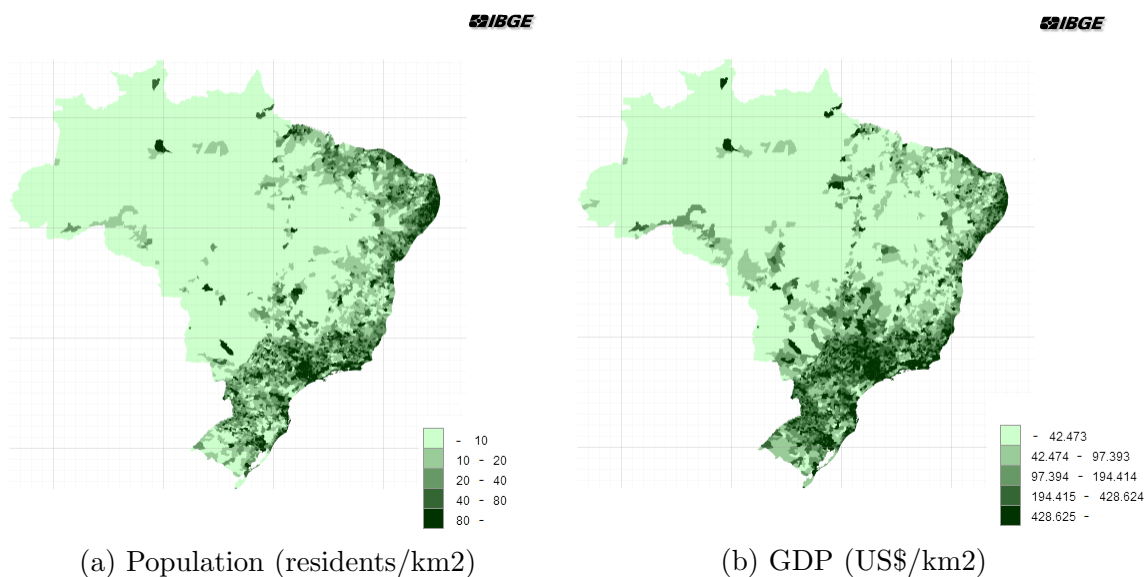 IBGE
IBGE
- 10
10 - 20
20 - 40
40 - 80
80 -
- 42.473
42.474 - 97.393
97.394 - 194.414
194.415 - 428.624
428.625 -
(a) Population (residents/km2)
(b) GDP (US$/km2)